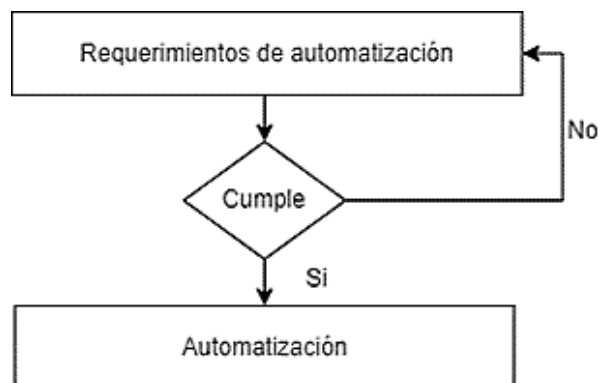 Requerimientos de automatización
No
Cumple
Si
Automatización